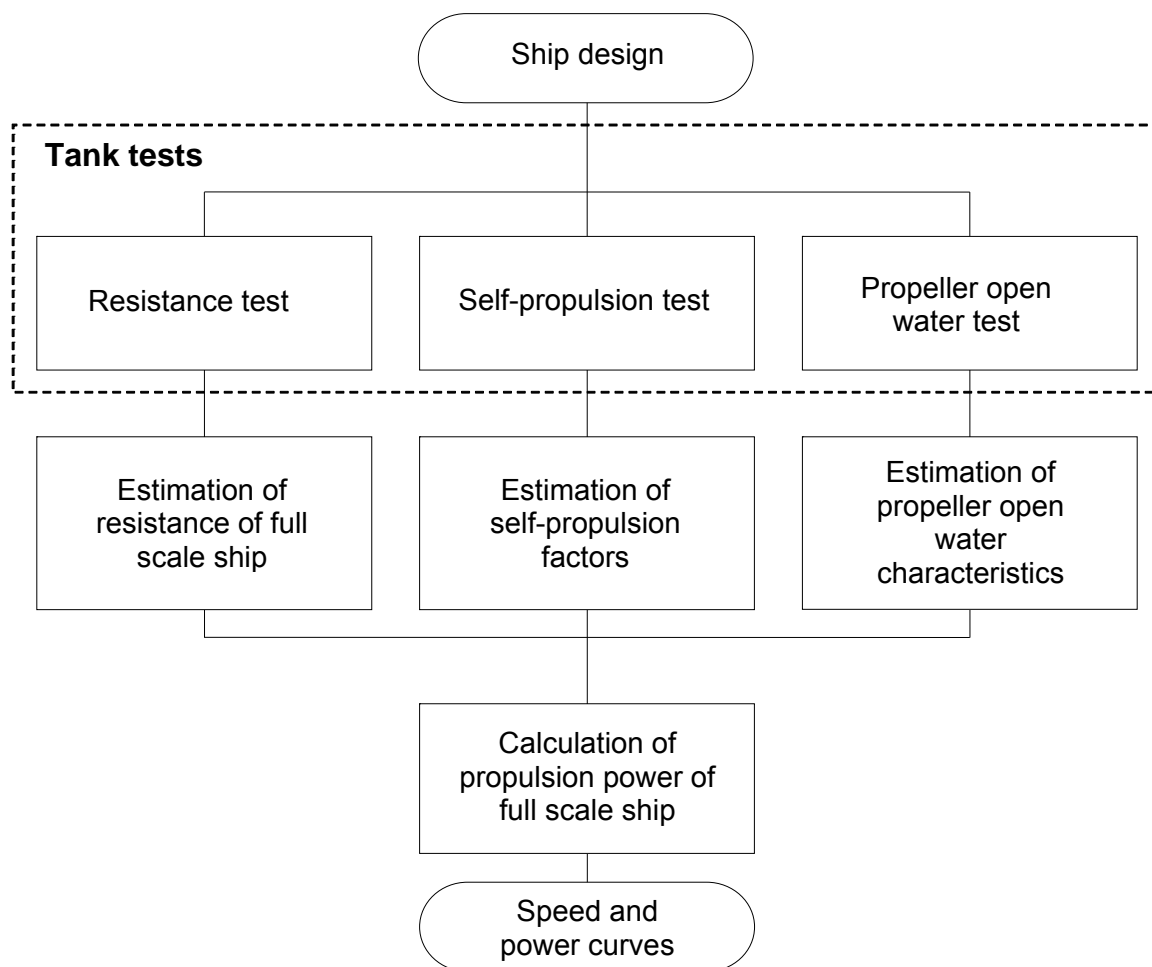 Ship design
Tank tests
Resistance test
Self-propulsion test
Propeller open
water test
Estimation of
resistance of full
scale ship
Estimation of
self-propulsion
factors
Estimation of
propeller open
water
characteristics
Calculation of
propulsion power of
full scale ship
Speed and
power curves